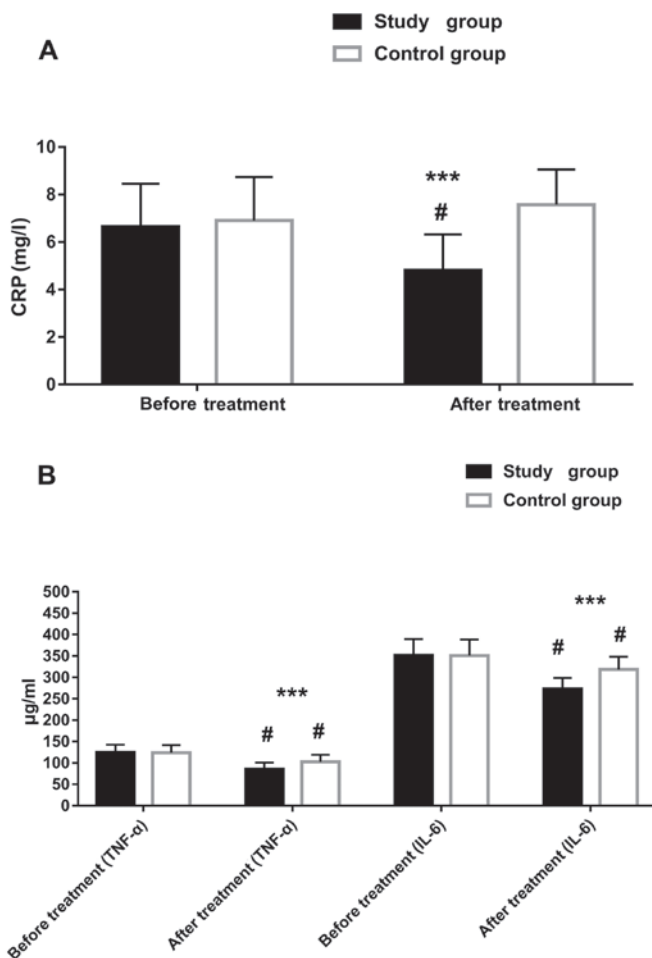 A
Study group
Control group
CRP (mg/l)
10
8
6
4
2
0
***
#
Before treatment
After treatment
B
Study group
Control group
µg/ml
500
450
400
350
300
250
200
150
100
50
0
***
# #
***
# #
Before treatment (TNF-α)
After treatment (TNF-α)
Before treatment (IL-6)
After treatment (IL-6)